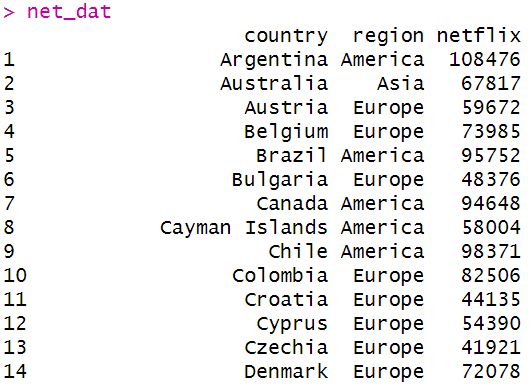 > net_dat
country region netflix
1 Argentina America 108476
2 Australia Asia 67817
3 Austria Europe 59672
4 Belgium Europe 73985
5 Brazil America 95752
6 Bulgaria Europe 48376
7 Canada America 94648
8 Cayman Islands America 58004
9 Chile America 98371
10 Colombia Europe 82506
11 Croatia Europe 44135
12 Cyprus Europe 54390
13 Czechia Europe 41921
14 Denmark Europe 72078